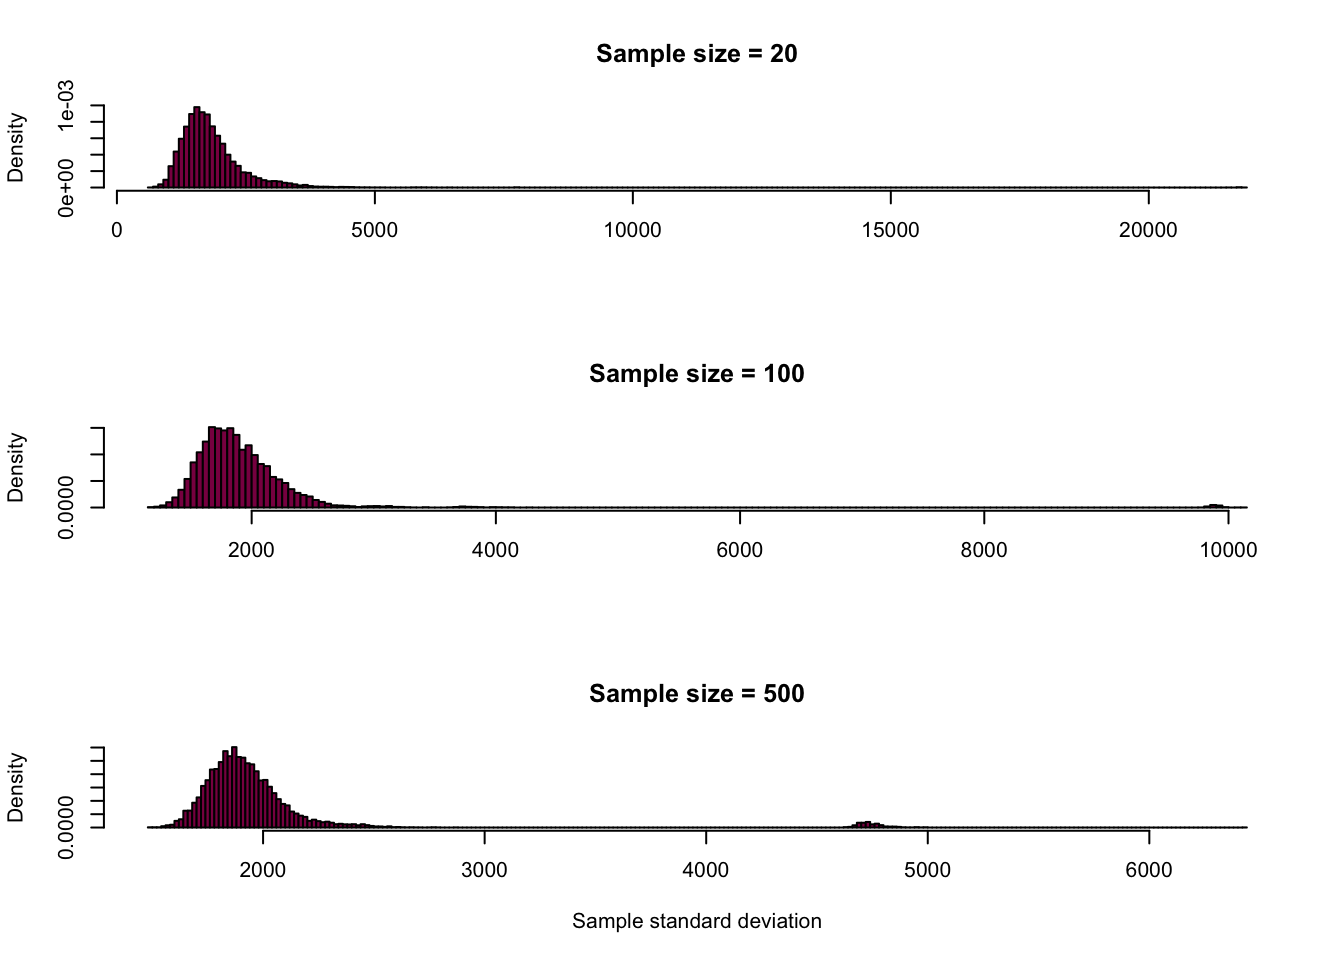 Sample size = 20
Density
1e-03
0e+00
0 5000 10000 15000 20000
Sample size = 100
Density
0.0000
2000 4000 6000 8000 10000
Sample size = 500
Density
0.0000
2000 3000 4000 5000 6000
Sample standard deviation